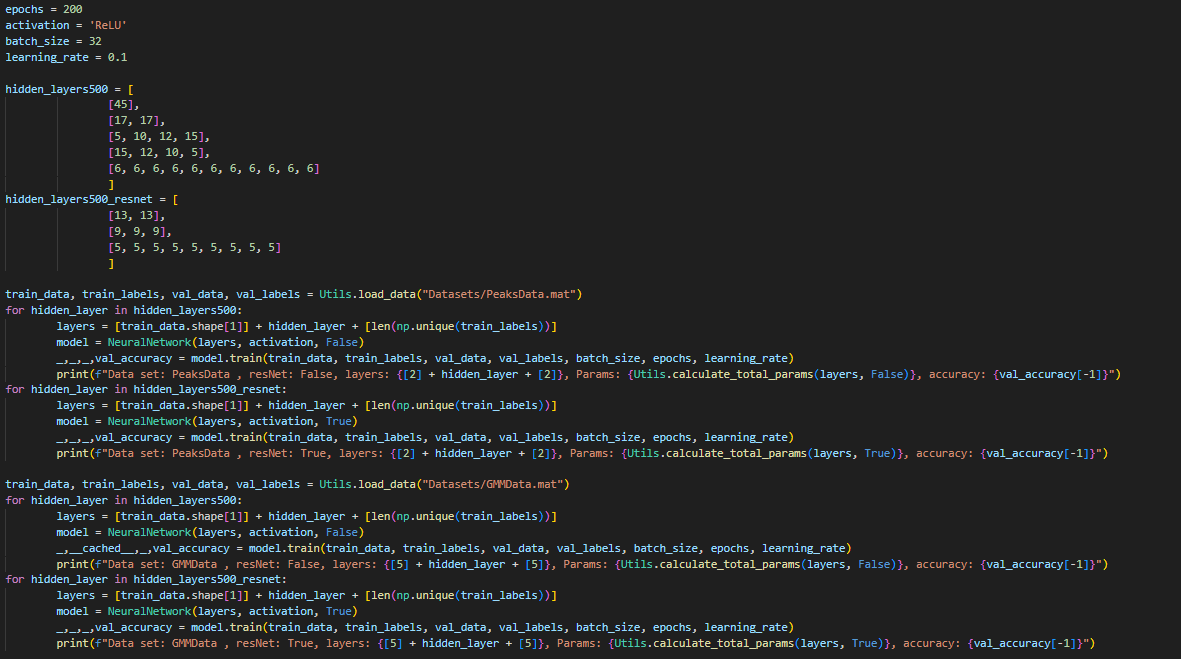 epochs = 200
activation = 'ReLU'
batch_size = 32
learning_rate = 0.1
hidden_layers500 = [
[45],
[17, 17],
[5, 10, 12, 15],
[15, 12, 10, 5],
[6, 6, 6, 6, 6, 6, 6, 6, 6, 6, 6]
]
hidden_layers500_resnet = [
[13, 13],
[9, 9, 9],
[5, 5, 5, 5, 5, 5, 5, 5, 5]
]
train_data, train_labels, val_data, val_labels = Utils.load_data("Datasets/PeaksData.mat")
for hidden_layer in hidden_layers500:
layers = [train_data.shape[1]] + hidden_layer + [len(np.unique(train_labels))]
model = NeuralNetwork(layers, activation, False)
_,_,_,val_accuracy = model.train(train_data, train_labels, val_data, val_labels, batch_size, epochs, learning_rate)
print(f"Data set: PeaksData , resNet: False, layers: {[2] + hidden_layer + [2]}, Params: {Utils.calculate_total_params(layers, False)}, accuracy: {val_accuracy[-1]}")
for hidden_layer in hidden_layers500_resnet:
layers = [train_data.shape[1]] + hidden_layer + [len(np.unique(train_labels))]
model = NeuralNetwork(layers, activation, True)
_,_,_,val_accuracy = model.train(train_data, train_labels, val_data, val_labels, batch_size, epochs, learning_rate)
print(f"Data set: PeaksData , resNet: True, layers: {[2] + hidden_layer + [2]}, Params: {Utils.calculate_total_params(layers, True)}, accuracy: {val_accuracy[-1]}")
train_data, train_labels, val_data, val_labels = Utils.load_data("Datasets/GMMData.mat")
for hidden_layer in hidden_layers500:
layers = [train_data.shape[1]] + hidden_layer + [len(np.unique(train_labels))]
model = NeuralNetwork(layers, activation, False)
_,__cached__,_,val_accuracy = model.train(train_data, train_labels, val_data, val_labels, batch_size, epochs, learning_rate)
print(f"Data set: GMMData , resNet: False, layers: {[5] + hidden_layer + [5]}, Params: {Utils.calculate_total_params(layers, False)}, accuracy: {val_accuracy[-1]}")
for hidden_layer in hidden_layers500_resnet:
layers = [train_data.shape[1]] + hidden_layer + [len(np.unique(train_labels))]
model = NeuralNetwork(layers, activation, True)
_,_,_,val_accuracy = model.train(train_data, train_labels, val_data, val_labels, batch_size, epochs, learning_rate)
print(f"Data set: GMMData , resNet: True, layers: {[5] + hidden_layer + [5]}, Params: {Utils.calculate_total_params(layers, True)}, accuracy: {val_accuracy[-1]}")